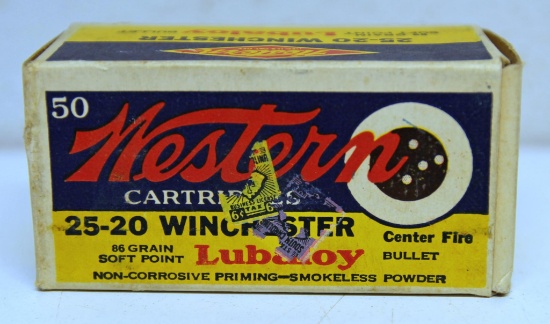 25-20 WINCHESTER
Lubaloy
50
Western
CARTRIDGES
25-20 WINCHESTER
86 GRAIN
SOFT POINT
Lubaloy
Center Fire
BULLET
NON-CORROSIVE PRIMING—SMOKELESS POWDER